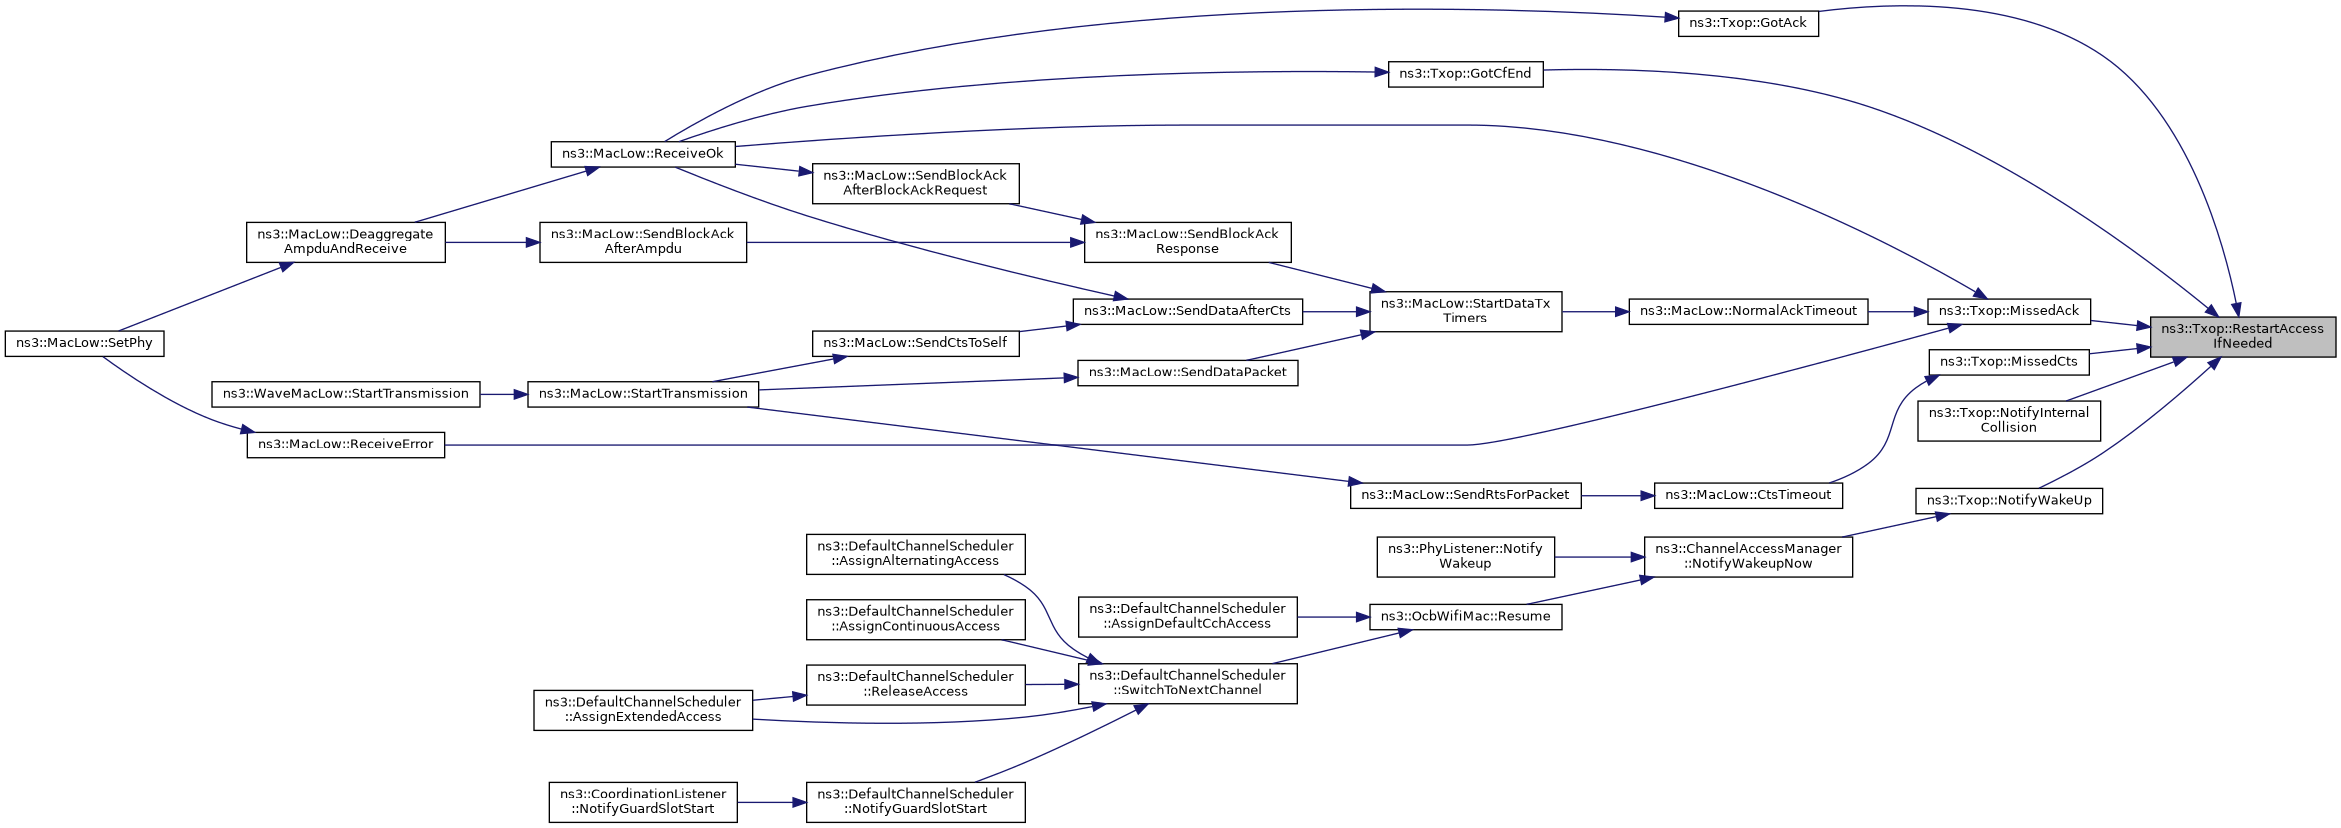 ns3::Txop::GotAck
ns3::Txop::GotCfEnd
ns3::MacLow::ReceiveOk
ns3::MacLow::SendBlockAck
AfterBlockAckRequest
ns3::MacLow::Deaggregate
AmpduAndReceive
ns3::MacLow::SendBlockAck
AfterAmpdu
ns3::MacLow::SendBlockAck
Response
ns3::MacLow::SendDataAfterCts
ns3::MacLow::StartDataTx
Timers
ns3::MacLow::NormalAckTimeout
ns3::Txop::MissedAck
ns3::Txop::RestartAccess
IfNeeded
ns3::MacLow::SetPhy
ns3::MacLow::SendCtsToSelf
ns3::Txop::MissedCts
ns3::MacLow::SendDataPacket
ns3::WaveMacLow::StartTransmission
ns3::MacLow::StartTransmission
ns3::Txop::NotifyInternal
Collision
ns3::MacLow::ReceiveError
ns3::MacLow::SendRtsForPacket
ns3::MacLow::CtsTimeout
ns3::Txop::NotifyWakeUp
ns3::DefaultChannelScheduler
::AssignAlternatingAccess
ns3::PhyListener::Notify
Wakeup
ns3::ChannelAccessManager
::NotifyWakeupNow
ns3::DefaultChannelScheduler
::AssignContinuousAccess
ns3::DefaultChannelScheduler
::AssignDefaultCchAccess
ns3::OcbWifiMac::Resume
ns3::DefaultChannelScheduler
::ReleaseAccess
ns3::DefaultChannelScheduler
::SwitchToNextChannel
ns3::DefaultChannelScheduler
::AssignExtendedAccess
ns3::CoordinationListener
::NotifyGuardSlotStart
ns3::DefaultChannelScheduler
::NotifyGuardSlotStart